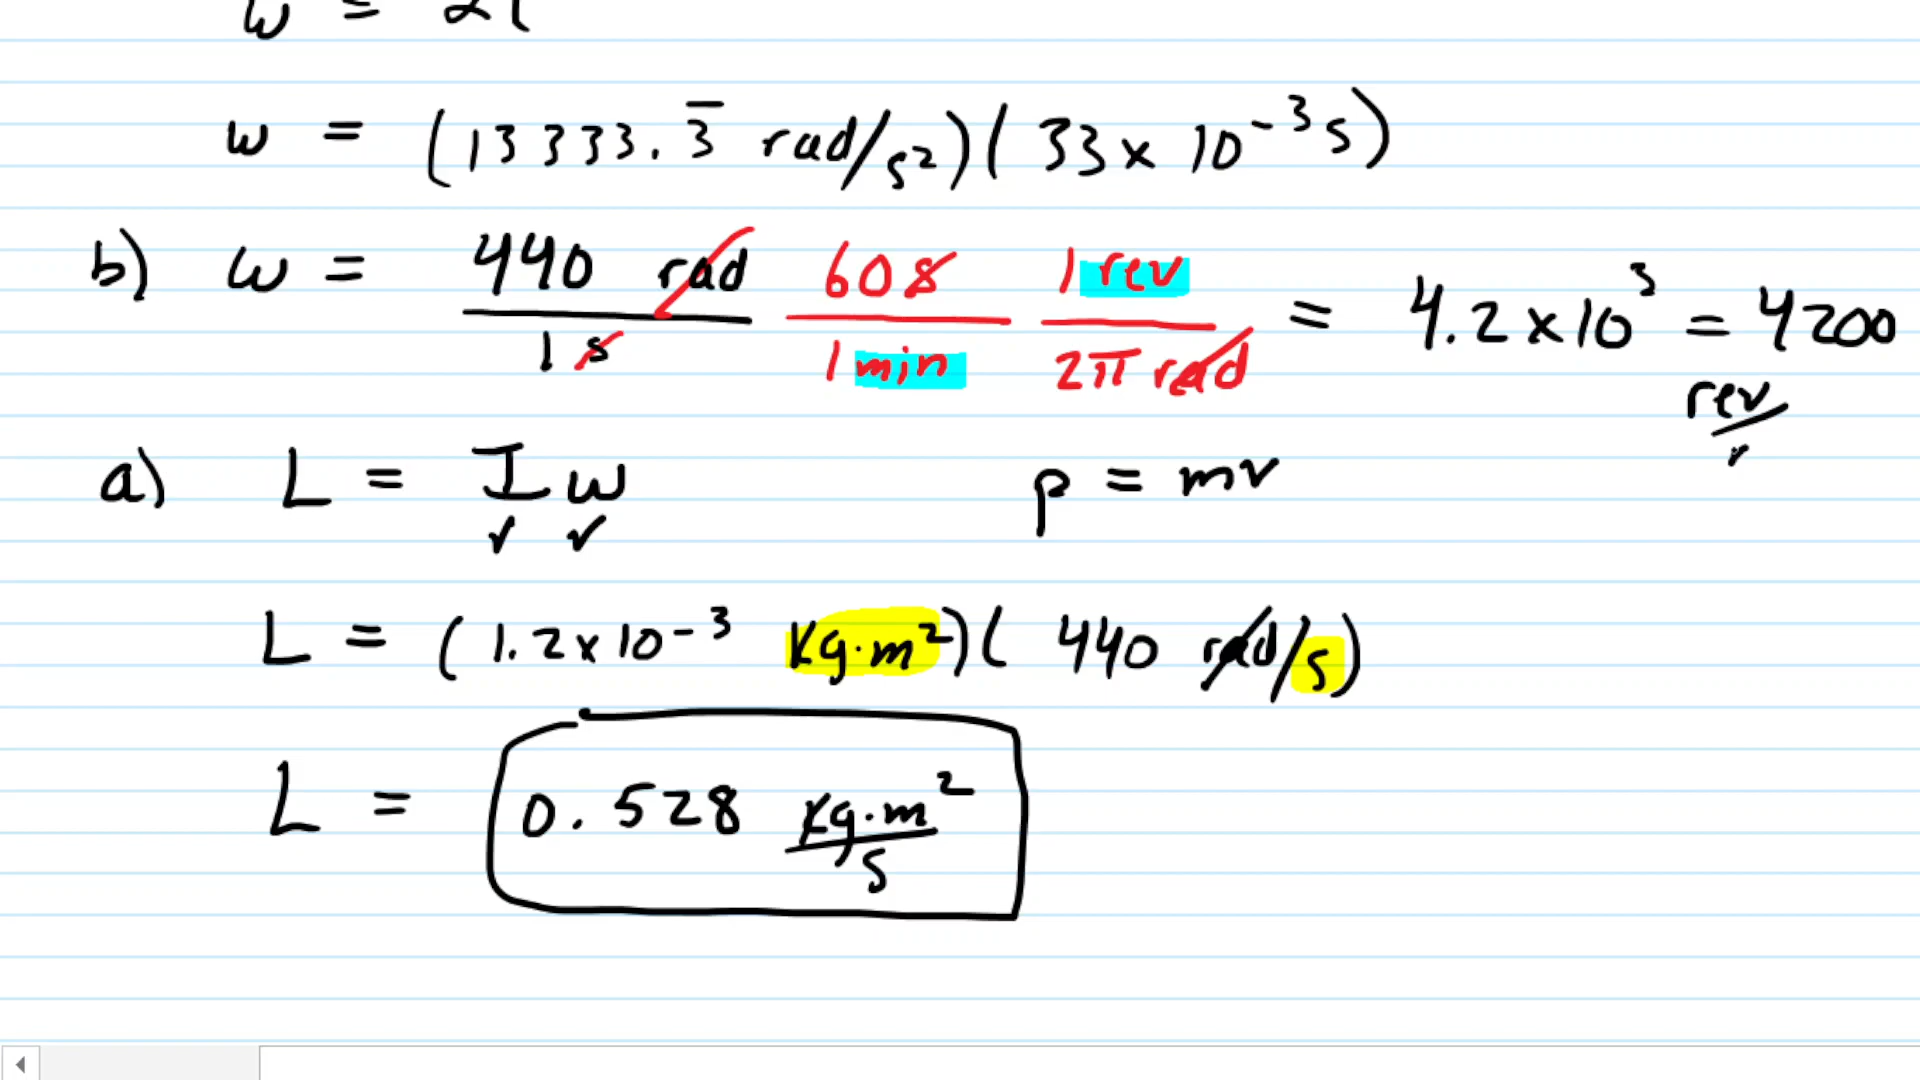 ω = αt
ω = (13333.3̅ rad/s²)(33 x 10⁻³ s)
b) ω = 440 rad / 1 s · 60 s / 1 min · 1 rev / 2π rad = 4.2 x 10³ = 4200 rev/
a) L = I ω p = mv
✓ ✓
L = (1.2 x 10⁻³ kg·m²)(440 rad/s)
L = 0.528 kg·m²/s